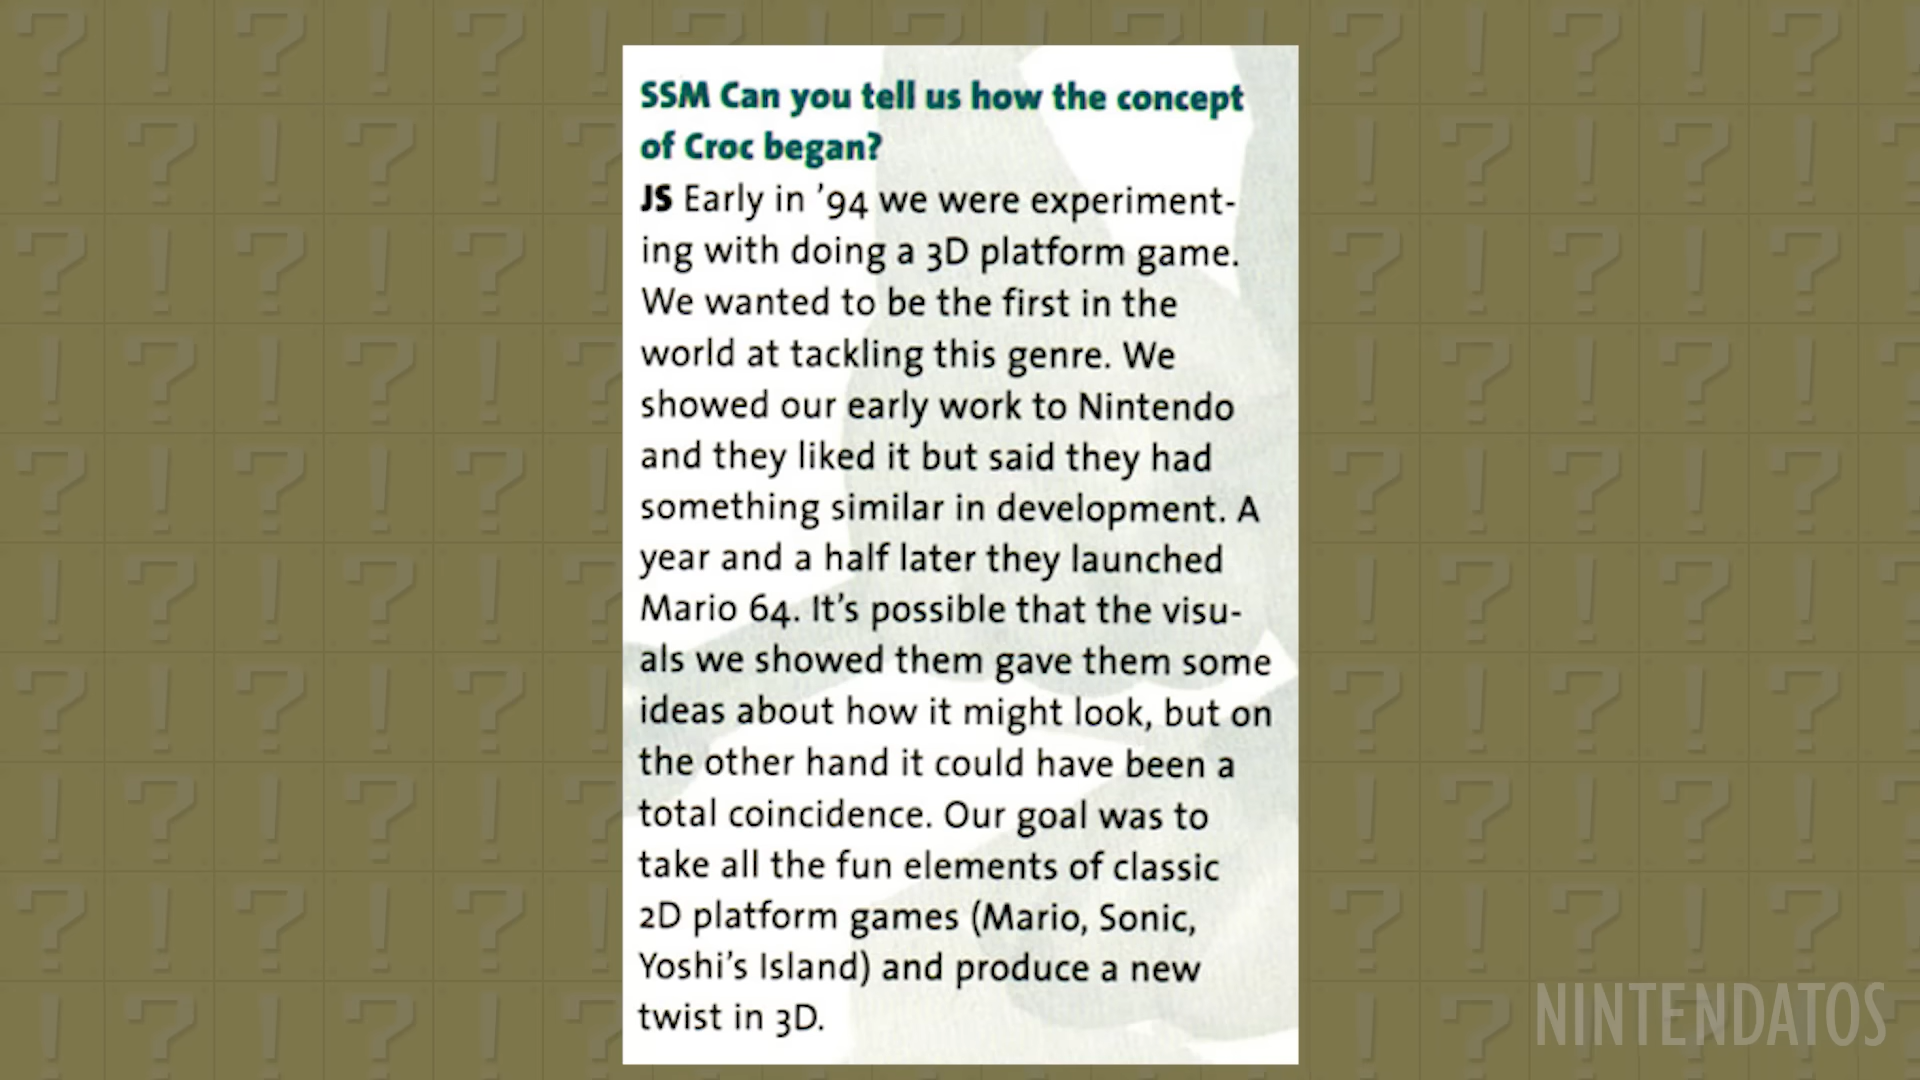 SSM Can you tell us how the concept
of Croc began?
JS Early in ’94 we were experiment-
ing with doing a 3D platform game.
We wanted to be the first in the
world at tackling this genre. We
showed our early work to Nintendo
and they liked it but said they had
something similar in development. A
year and a half later they launched
Mario 64. It’s possible that the visu-
als we showed them gave them some
ideas about how it might look, but on
the other hand it could have been a
total coincidence. Our goal was to
take all the fun elements of classic
2D platform games (Mario, Sonic,
Yoshi’s Island) and produce a new
twist in 3D.
NINTENDATOS